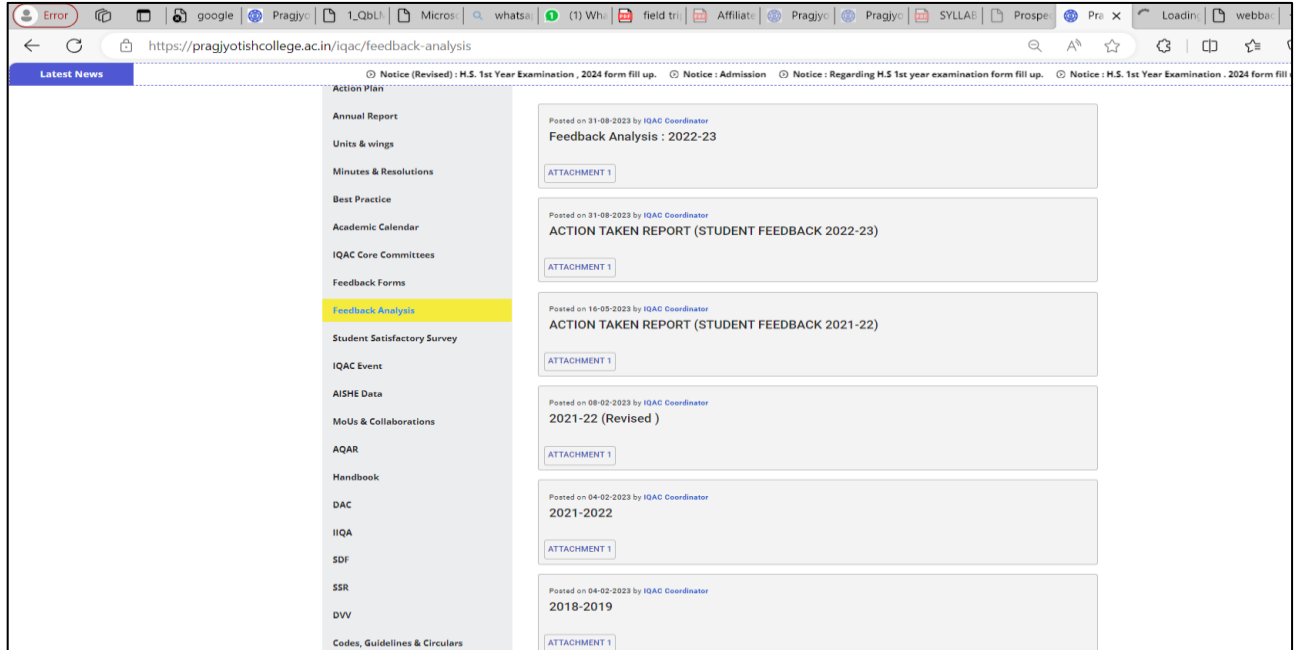 Error
google
Pragjyo
1_QbLh
Microso
whatsa
(1) Wha
field tri
Affiliate
Pragjyo
Pragjyo
SYLLAB
Prospe
Pra
Loading
webbac
https://pragjyotishcollege.ac.in/iqac/feedback-analysis
Latest News
Notice (Revised) : H.S. 1st Year Examination , 2024 form fill up. Notice : Admission Notice : Regarding H.S 1st year examination form fill up. Notice : H.S. 1st Year Examination . 2024 form fill
Action Plan
Annual Report
Units & wings
Minutes & Resolutions
Best Practice
Academic Calendar
IQAC Core Committees
Feedback Forms
Feedback Analysis
Student Satisfactory Survey
IQAC Event
AISHE Data
MoUs & Collaborations
AQAR
Handbook
DAC
IIQA
SDF
SSR
DVV
Codes, Guidelines & Circulars
Posted on 31-08-2023 by IQAC Coordinator
Feedback Analysis : 2022-23
ATTACHMENT 1
Posted on 31-08-2023 by IQAC Coordinator
ACTION TAKEN REPORT (STUDENT FEEDBACK 2022-23)
ATTACHMENT 1
Posted on 16-05-2023 by IQAC Coordinator
ACTION TAKEN REPORT (STUDENT FEEDBACK 2021-22)
ATTACHMENT 1
Posted on 08-02-2023 by IQAC Coordinator
2021-22 (Revised )
ATTACHMENT 1
Posted on 04-02-2023 by IQAC Coordinator
2021-2022
ATTACHMENT 1
Posted on 04-02-2023 by IQAC Coordinator
2018-2019
ATTACHMENT 1